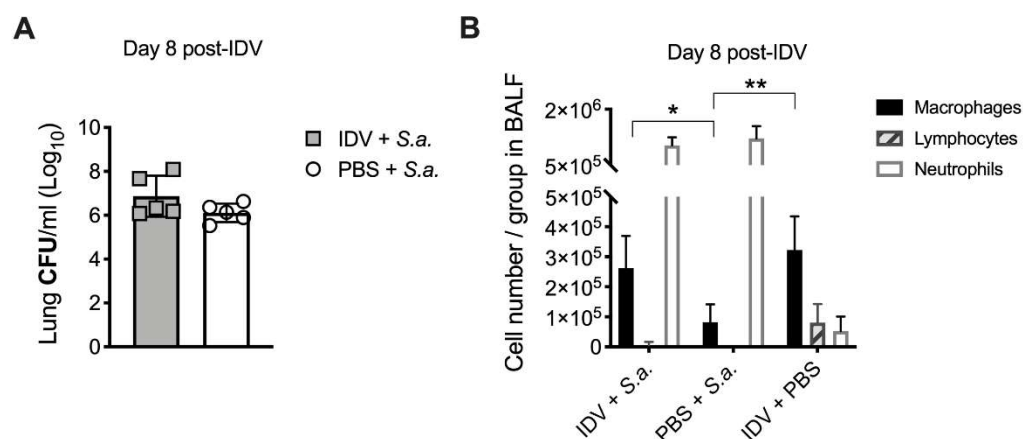 A
Day 8 post-IDV
Lung CFU/ml (Log10)
10
8
6
4
2
0
IDV + S.a.
PBS + S.a.
B
Day 8 post-IDV
Cell number / group in BALF
2×10⁶
5×10⁵
5×10⁵
4×10⁵
3×10⁵
2×10⁵
1×10⁵
0
*
**
IDV + S.a.
PBS + S.a.
IDV + PBS
Macrophages
Lymphocytes
Neutrophils